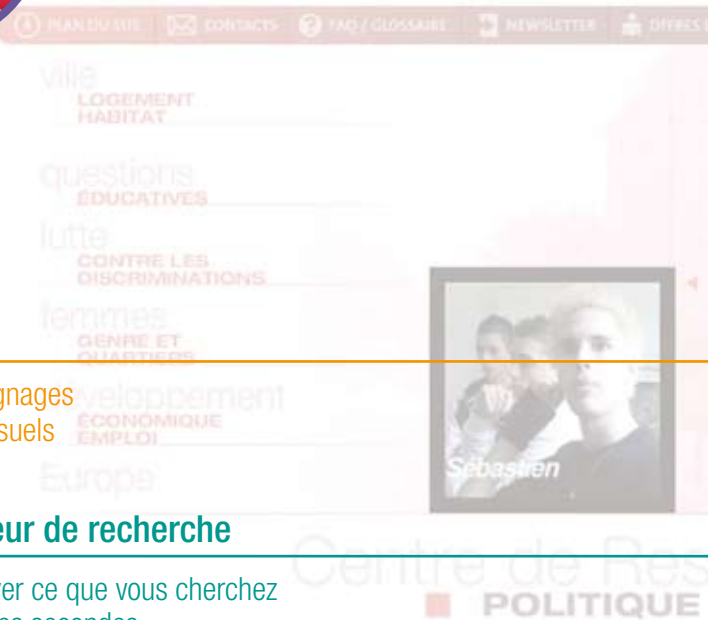 PLAN DU SITE CONTACTS FAQ / GLOSSAIRE NEWSLETTER OFFRES
ville
LOGEMENT
HABITAT
questions
ÉDUCATIVES
lutte
CONTRE LES
DISCRIMINATIONS
femmes
GENRE ET
QUARTIERS
gnages
suels
veloppement
ÉCONOMIQUE
EMPLOI
Europe
Sébastien
eur de recherche
Centre de Res
er ce que vous cherchez
POLITIQUE
secondes